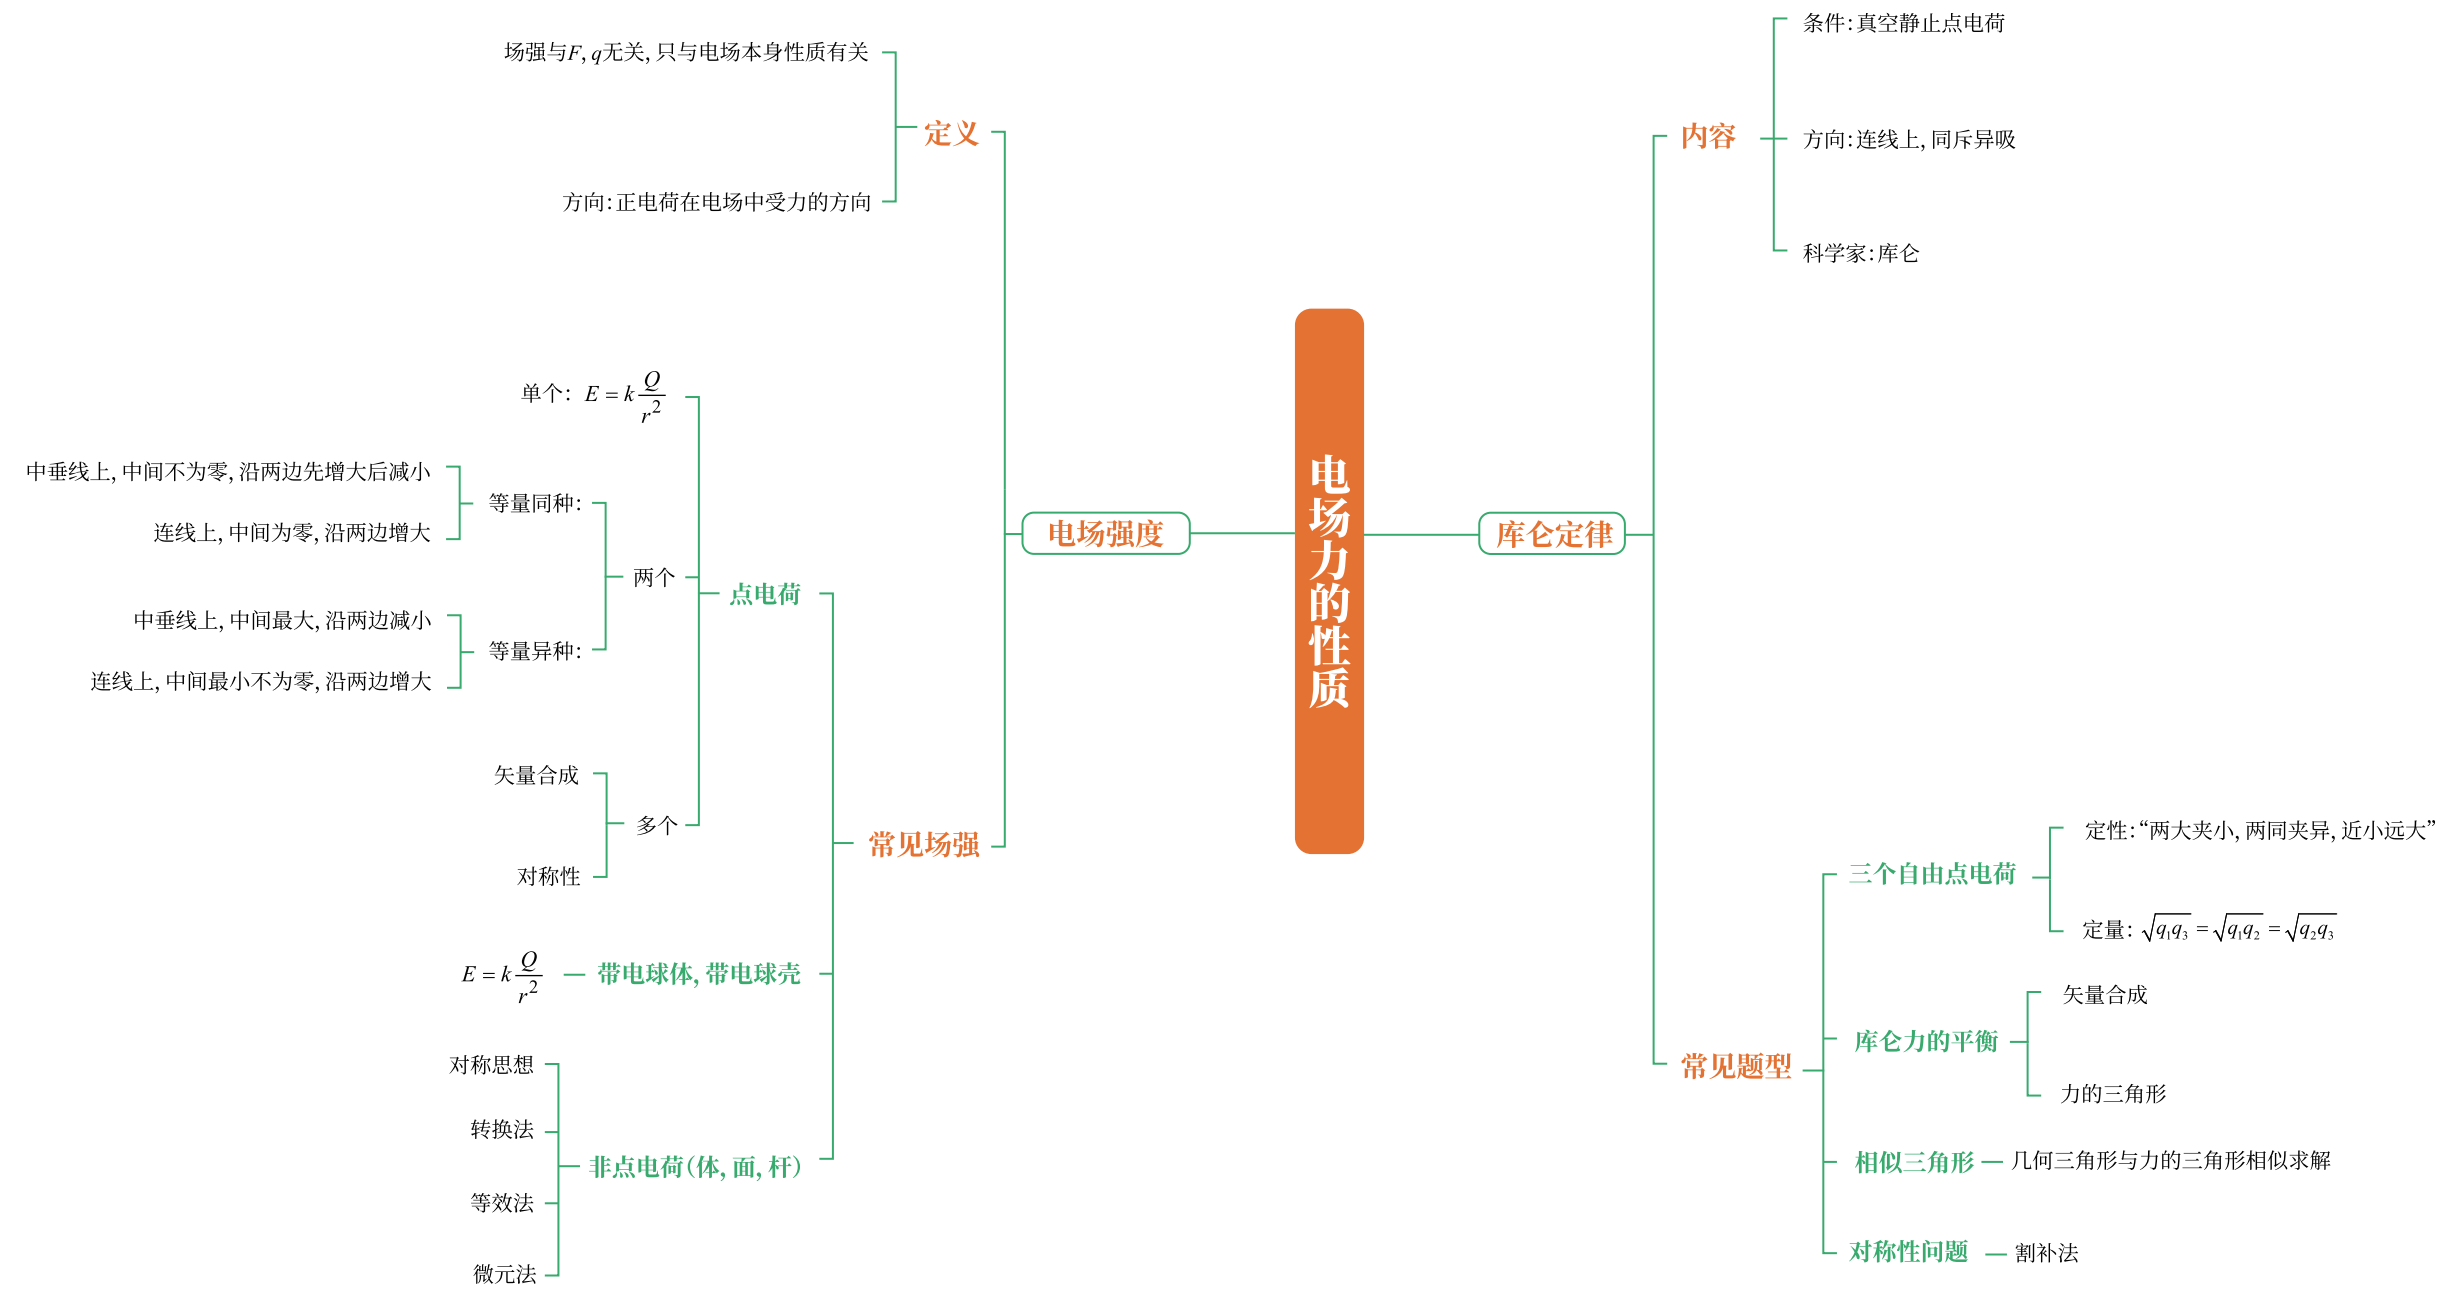 电场力的性质
电场强度
定义
场强与F, q无关, 只与电场本身性质有关
方向: 正电荷在电场中受力的方向
常见场强
点电荷
单个: E = k Q/r²
两个
等量同种:
中垂线上, 中间不为零, 沿两边先增大后减小
连线上, 中间为零, 沿两边增大
等量异种:
中垂线上, 中间最大, 沿两边减小
连线上, 中间最小不为零, 沿两边增大
多个
矢量合成
对称性
带电球体, 带电球壳
E = k Q/r²
非点电荷(体, 面, 杆)
对称思想
转换法
等效法
微元法
库仑定律
内容
条件: 真空静止点电荷
方向: 连线上, 同斥异吸
科学家: 库仑
常见题型
三个自由点电荷
定性: “两大夹小, 两同夹异, 近小远大”
定量: √q₁q₃ = √q₁q₂ = √q₂q₃
库仑力的平衡
矢量合成
力的三角形
相似三角形
几何三角形与力的三角形相似求解
对称性问题
割补法